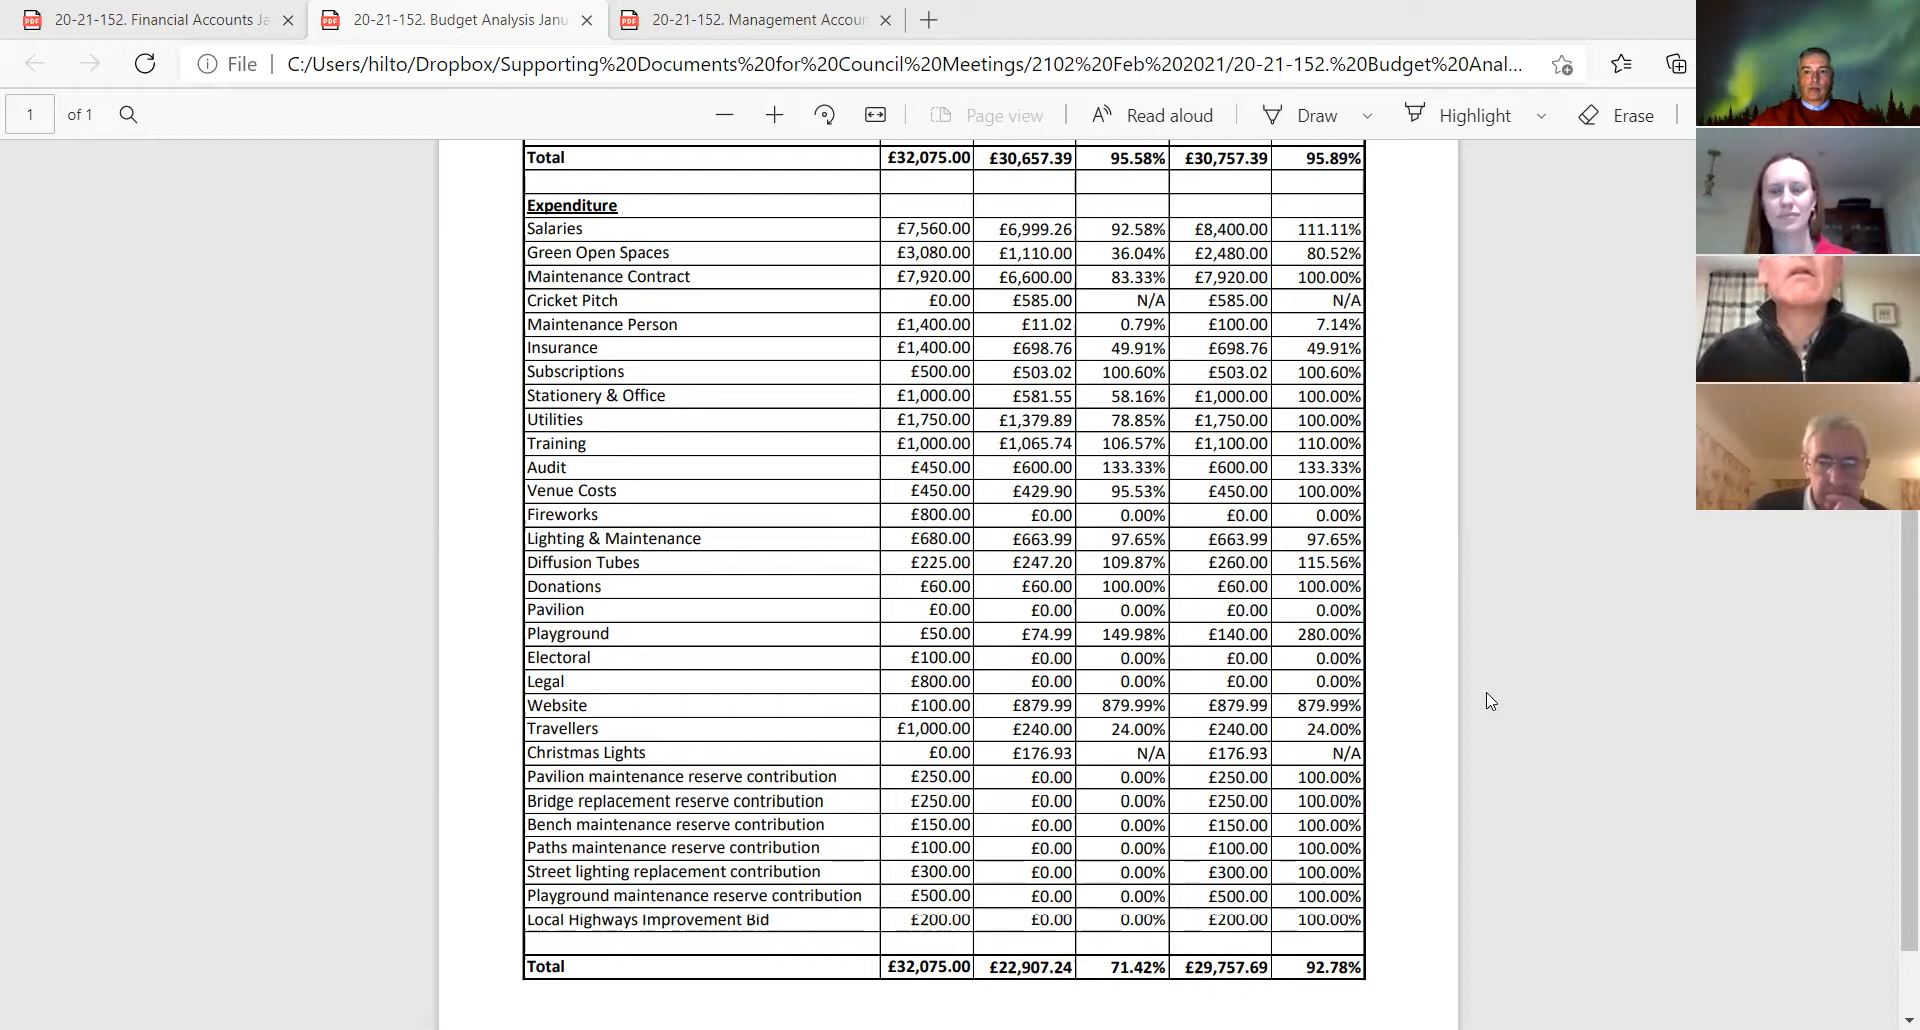 20-21-152. Financial Accounts Ja
20-21-152. Budget Analysis Janu
20-21-152. Management Accoun
File
C:/Users/hilto/Dropbox/Supporting%20Documents%20for%20Council%20Meetings/2102%20Feb%202021/20-21-152.%20Budget%20Anal...
1 of 1
Page view
Read aloud
Draw
Highlight
Erase
Total £32,075.00 £30,657.39 95.58% £30,757.39 95.89%
Expenditure
Salaries £7,560.00 £6,999.26 92.58% £8,400.00 111.11%
Green Open Spaces £3,080.00 £1,110.00 36.04% £2,480.00 80.52%
Maintenance Contract £7,920.00 £6,600.00 83.33% £7,920.00 100.00%
Cricket Pitch £0.00 £585.00 N/A £585.00 N/A
Maintenance Person £1,400.00 £11.02 0.79% £100.00 7.14%
Insurance £1,400.00 £698.76 49.91% £698.76 49.91%
Subscriptions £500.00 £503.02 100.60% £503.02 100.60%
Stationery & Office £1,000.00 £581.55 58.16% £1,000.00 100.00%
Utilities £1,750.00 £1,379.89 78.85% £1,750.00 100.00%
Training £1,000.00 £1,065.74 106.57% £1,100.00 110.00%
Audit £450.00 £600.00 133.33% £600.00 133.33%
Venue Costs £450.00 £429.90 95.53% £450.00 100.00%
Fireworks £800.00 £0.00 0.00% £0.00 0.00%
Lighting & Maintenance £680.00 £663.99 97.65% £663.99 97.65%
Diffusion Tubes £225.00 £247.20 109.87% £260.00 115.56%
Donations £60.00 £60.00 100.00% £60.00 100.00%
Pavilion £0.00 £0.00 0.00% £0.00 0.00%
Playground £50.00 £74.99 149.98% £140.00 280.00%
Electoral £100.00 £0.00 0.00% £0.00 0.00%
Legal £800.00 £0.00 0.00% £0.00 0.00%
Website £100.00 £879.99 879.99% £879.99 879.99%
Travellers £1,000.00 £240.00 24.00% £240.00 24.00%
Christmas Lights £0.00 £176.93 N/A £176.93 N/A
Pavilion maintenance reserve contribution £250.00 £0.00 0.00% £250.00 100.00%
Bridge replacement reserve contribution £250.00 £0.00 0.00% £250.00 100.00%
Bench maintenance reserve contribution £150.00 £0.00 0.00% £150.00 100.00%
Paths maintenance reserve contribution £100.00 £0.00 0.00% £100.00 100.00%
Street lighting replacement contribution £300.00 £0.00 0.00% £300.00 100.00%
Playground maintenance reserve contribution £500.00 £0.00 0.00% £500.00 100.00%
Local Highways Improvement Bid £200.00 £0.00 0.00% £200.00 100.00%
Total £32,075.00 £22,907.24 71.42% £29,757.69 92.78%